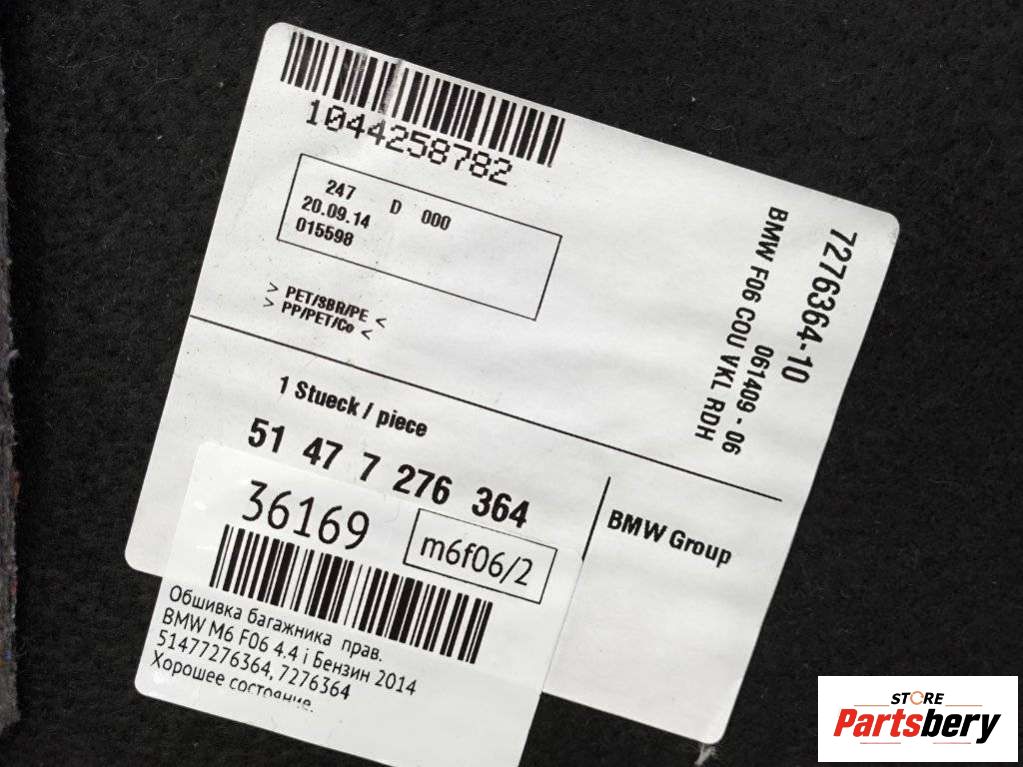 1044258782
247 D 000
20.09.14
015598
> PET/SBR/PE <
> PP/PET/Co <
7276364-10
061409 - 06
BMW F06 COU VKL RDH
1 Stueck / piece
51 47 7 276 364
BMW Group
36169
m6f06/2
Обшивка багажника прав.
BMW M6 F06 4.4 i Бензин 2014
51477276364, 7276364
Хорошее состояние.
STORE
Partsbery